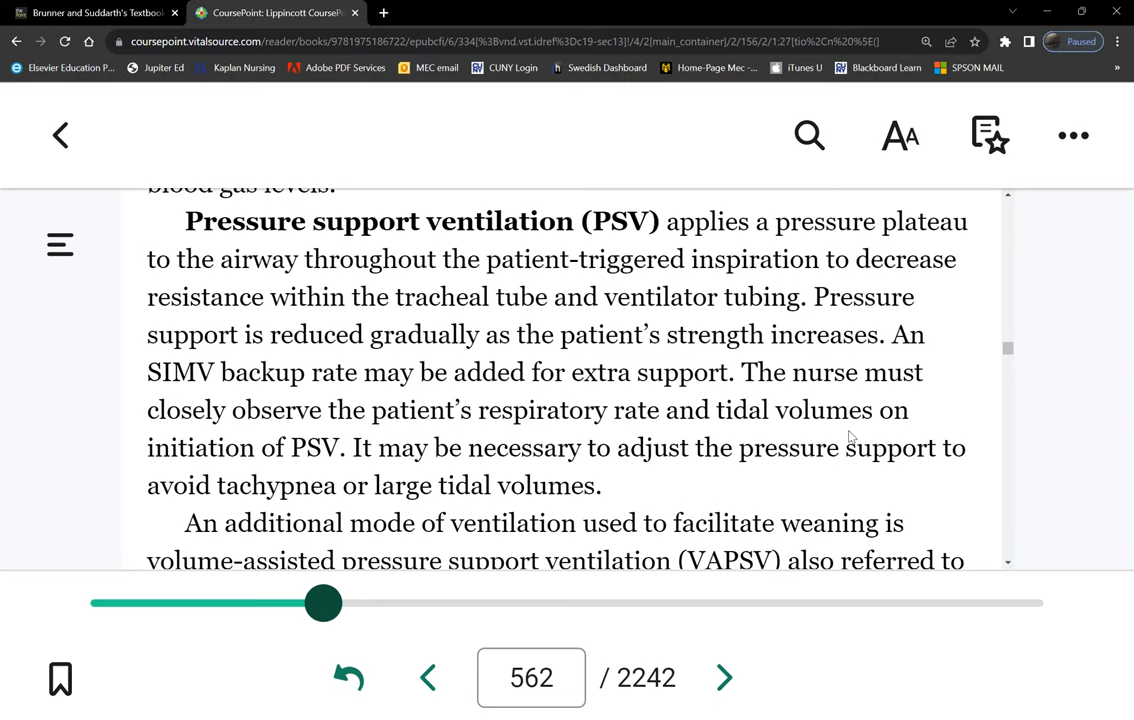 Brunner and Suddarth's Textbook
CoursePoint: Lippincott CoursePo
coursepoint.vitalsource.com/reader/books/9781975186722/epubcfi/6/334[%3Bvnd.vst.idref%3Dc19-sec13]!/4/2[main_container]/2/156/2/1:27[tio%2Cn%20%5E(]
Paused
Elsevier Education P... Jupiter Ed Kaplan Nursing Adobe PDF Services MEC email CUNY Login Swedish Dashboard Home-Page Mec -... iTunes U Blackboard Learn SPSON MAIL »
AA
blood gas levels.
Pressure support ventilation (PSV) applies a pressure plateau
to the airway throughout the patient-triggered inspiration to decrease
resistance within the tracheal tube and ventilator tubing. Pressure
support is reduced gradually as the patient’s strength increases. An
SIMV backup rate may be added for extra support. The nurse must
closely observe the patient’s respiratory rate and tidal volumes on
initiation of PSV. It may be necessary to adjust the pressure support to
avoid tachypnea or large tidal volumes.
An additional mode of ventilation used to facilitate weaning is
volume-assisted pressure support ventilation (VAPSV) also referred to
562 / 2242